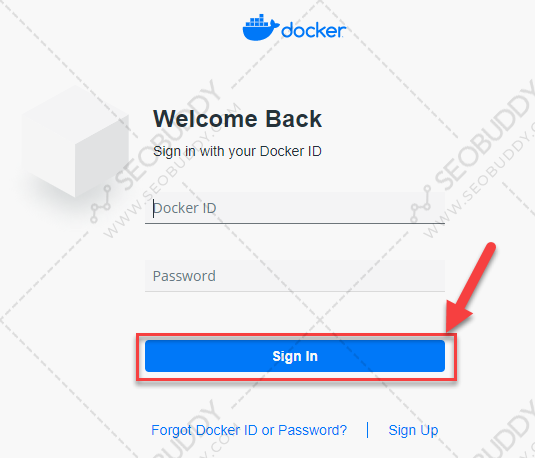 docker
Welcome Back
Sign in with your Docker ID
Docker ID
Password
Sign In
Forgot Docker ID or Password? | Sign Up
SEOBUDDY
WWW.SEOBUDDY.COM
SEOBUDDY
WWW.SEOBUDDY.COM